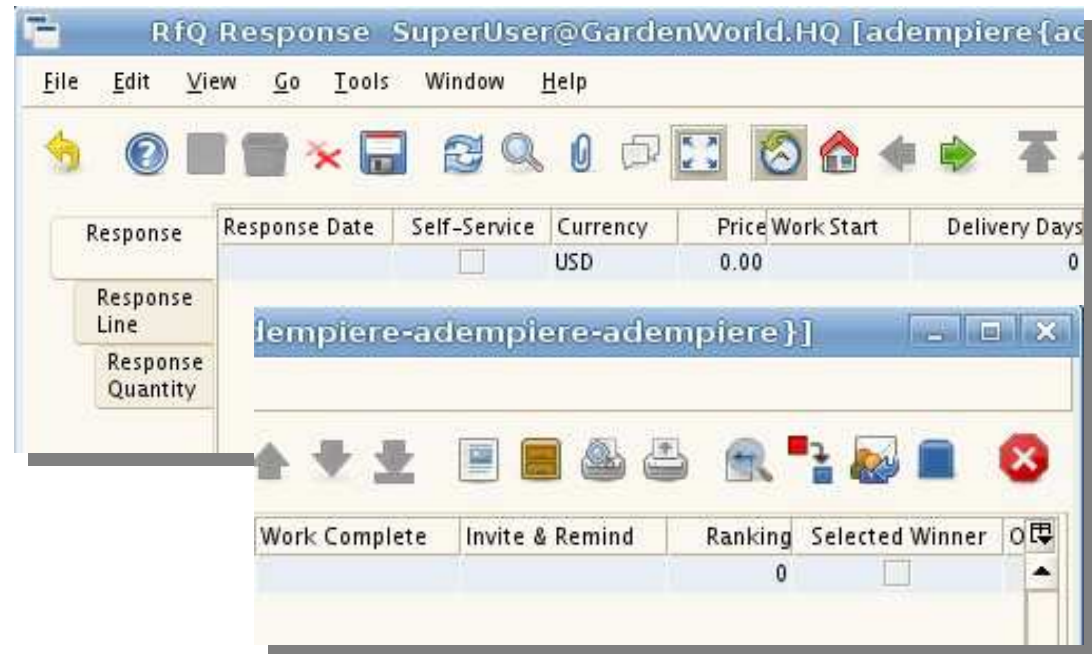 RfQ Response SuperUser@GardenWorld.HQ [adempiere{ad
File Edit View Go Tools Window Help
Response
Response Date Self-Service Currency Price Work Start Delivery Days
USD 0.00 0
Response
Line
Response
Quantity
dempiere-adempiere-adempiere}]
Work Complete Invite & Remind Ranking Selected Winner O
0